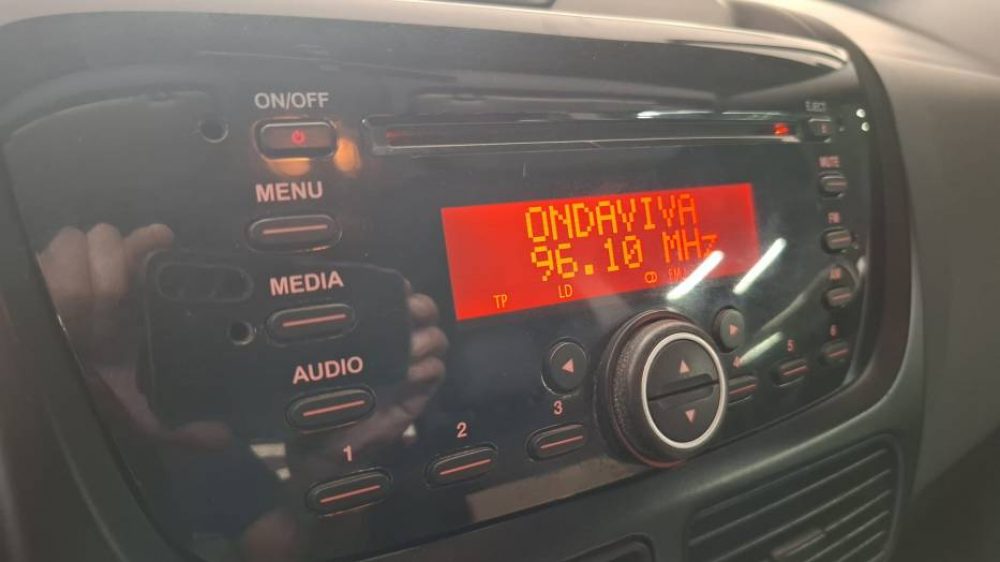 ON/OFF
EJECT
MENU
MUTE
ONDAVIVA
96.10 MHz
FM
TP
LD
CD
MEDIA
AUDIO
1
2
3
4
5
6